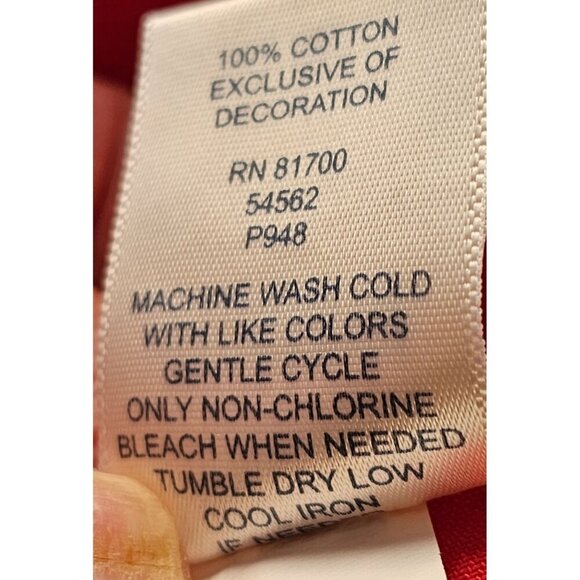 100% COTTON
EXCLUSIVE OF
DECORATION
RN 81700
54562
P948
MACHINE WASH COLD
WITH LIKE COLORS
GENTLE CYCLE
ONLY NON-CHLORINE
BLEACH WHEN NEEDED
TUMBLE DRY LOW
COOL IRON
IF